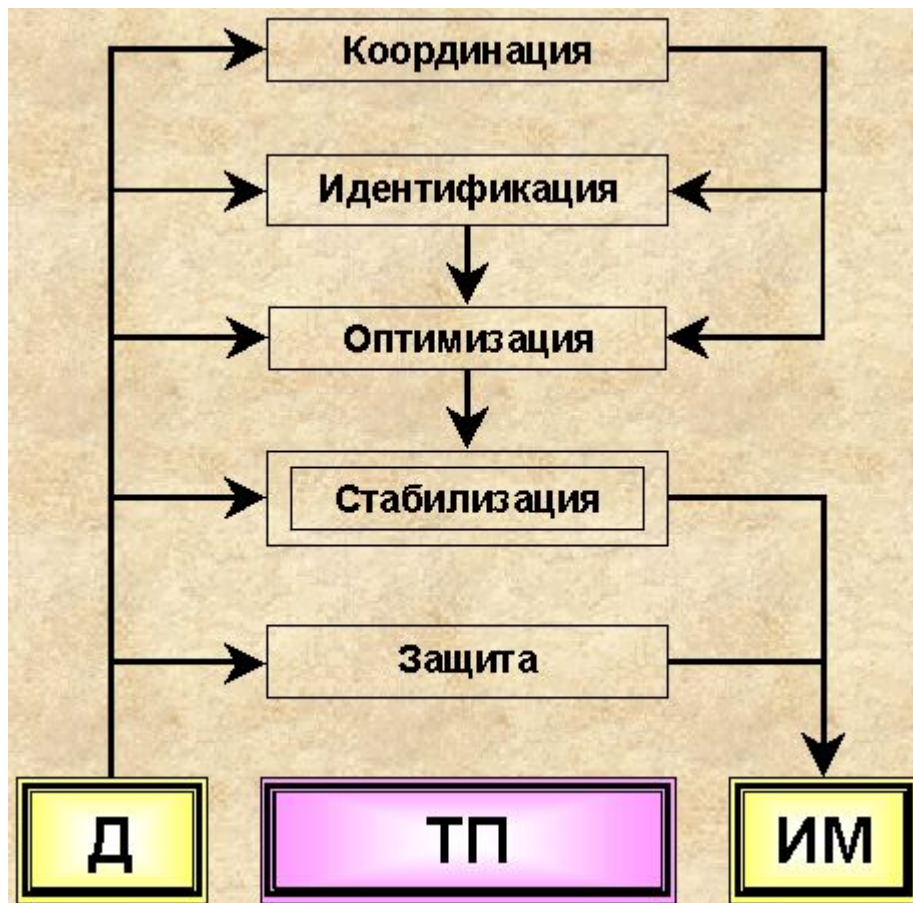 Координация
Идентификация
Оптимизация
Стабилизация
Защита
Д
ТП
ИМ